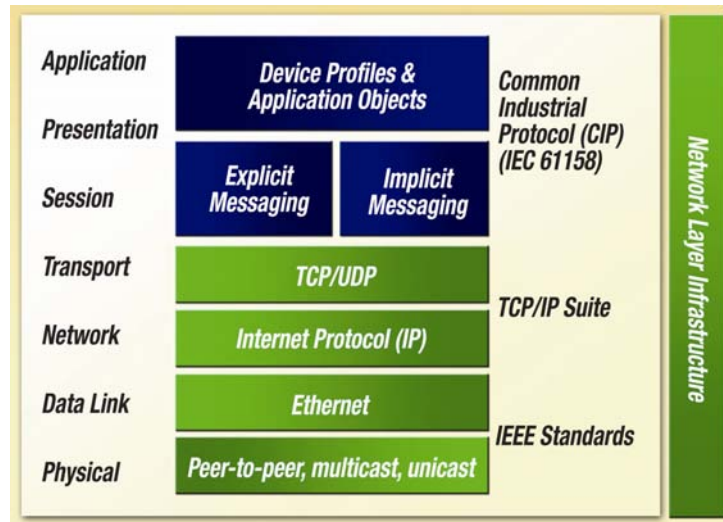 Application
Presentation
Session
Transport
Network
Data Link
Physical
Device Profiles &
Application Objects
Explicit
Messaging
Implicit
Messaging
TCP/UDP
Internet Protocol (IP)
Ethernet
Peer-to-peer, multicast, unicast
Common
Industrial
Protocol (CIP)
(IEC 61158)
TCP/IP Suite
IEEE Standards
Network Layer Infrastructure